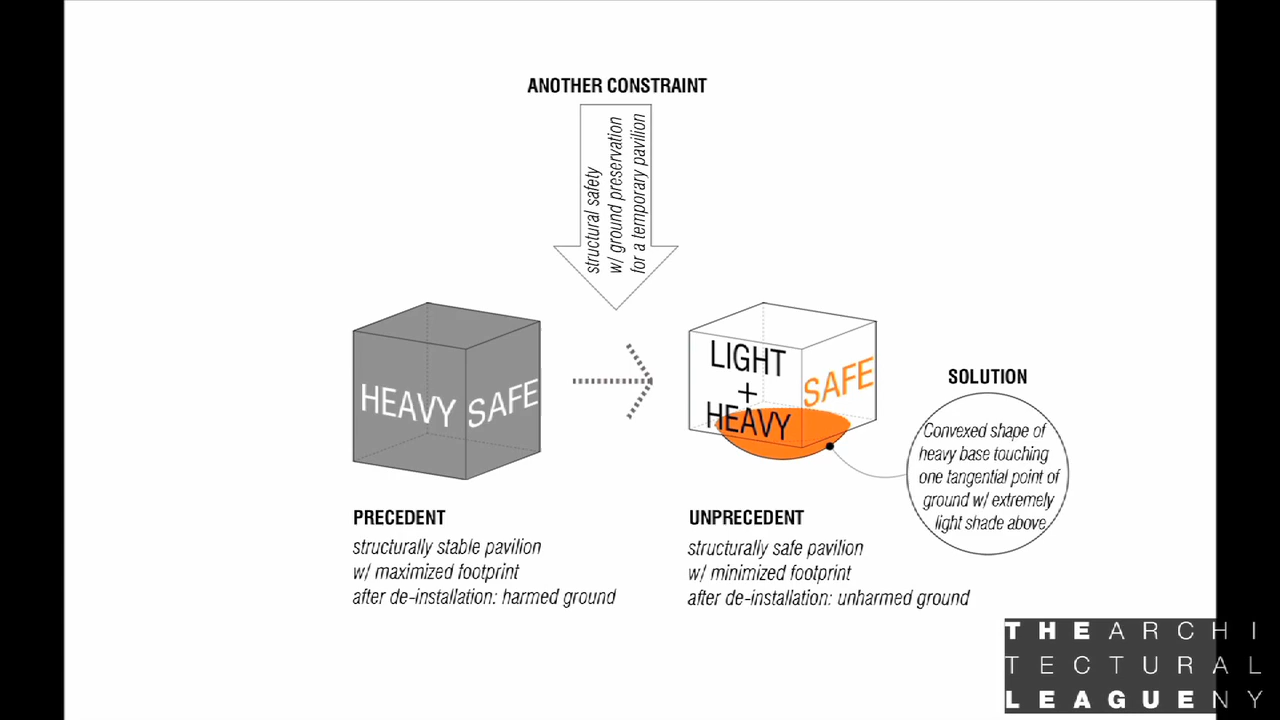 ANOTHER CONSTRAINT
structural safety
w/ ground preservation
for a temporary pavilion
HEAVY SAFE
LIGHT
+
HEAVY
SAFE
SOLUTION
Convexed shape of
heavy base touching
one tangential point of
ground w/ extremely
light shade above
PRECEDENT
structurally stable pavilion
w/ maximized footprint
after de-installation: harmed ground
UNPRECEDENT
structurally safe pavilion
w/ minimized footprint
after de-installation: unharmed ground
THE ARCHI
TECTURAL
LEAGUE NY